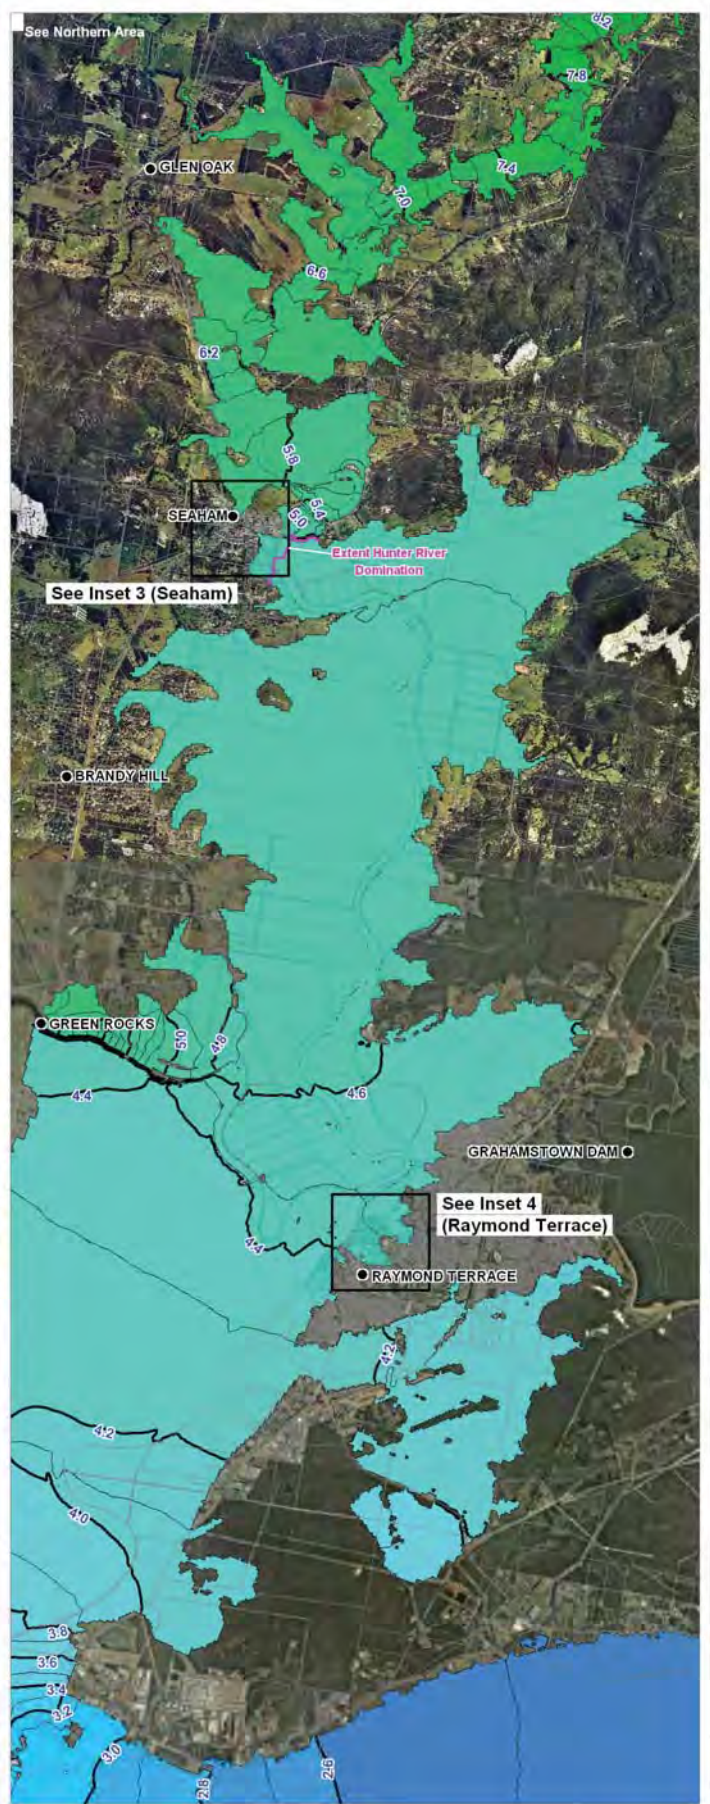 See Northern Area
8.2
7.8
GLEN OAK
7.4
7.0
6.6
6.2
5.8
5.4
SEAHAM
5.0
Extent Hunter River
Domination
See Inset 3 (Seaham)
BRANDY HILL
GREEN ROCKS
5.0
4.8
4.6
4.4
GRAHAMSTOWN DAM
See Inset 4
(Raymond Terrace)
4.4
RAYMOND TERRACE
4.2
4.2
4.0
3.8
3.6
3.4
3.2
3.0
2.8
2.6